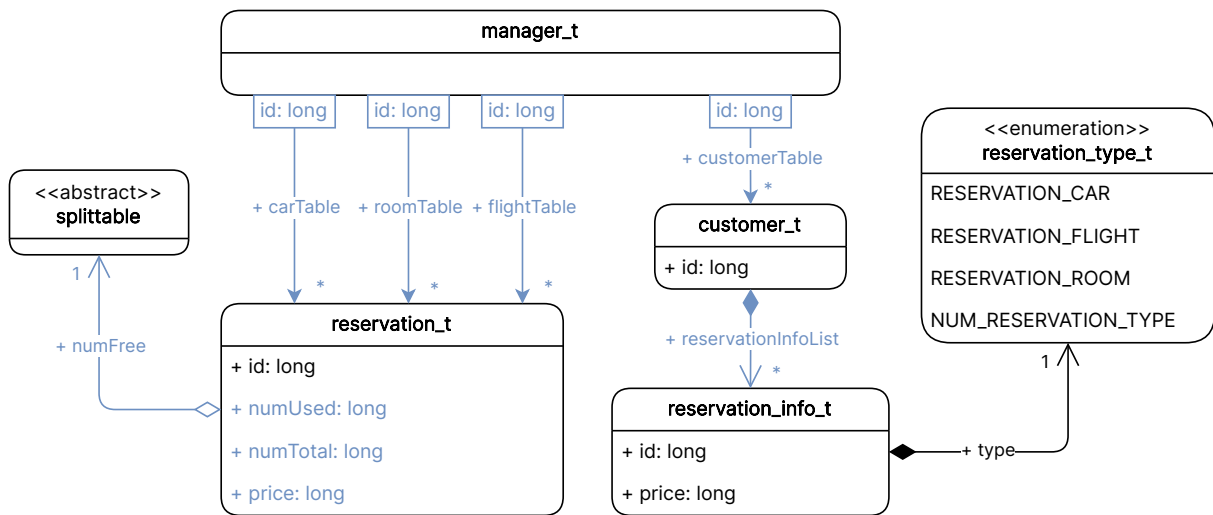 manager_t
id: long
id: long
id: long
id: long
+ carTable
+ roomTable
+ flightTable
+ customerTable
*
*
*
*
<<abstract>>
splittable
1
+ numFree
reservation_t
+ id: long
+ numUsed: long
+ numTotal: long
+ price: long
customer_t
+ id: long
+ reservationInfoList
*
reservation_info_t
+ id: long
+ price: long
+ type
1
<<enumeration>>
reservation_type_t
RESERVATION_CAR
RESERVATION_FLIGHT
RESERVATION_ROOM
NUM_RESERVATION_TYPE